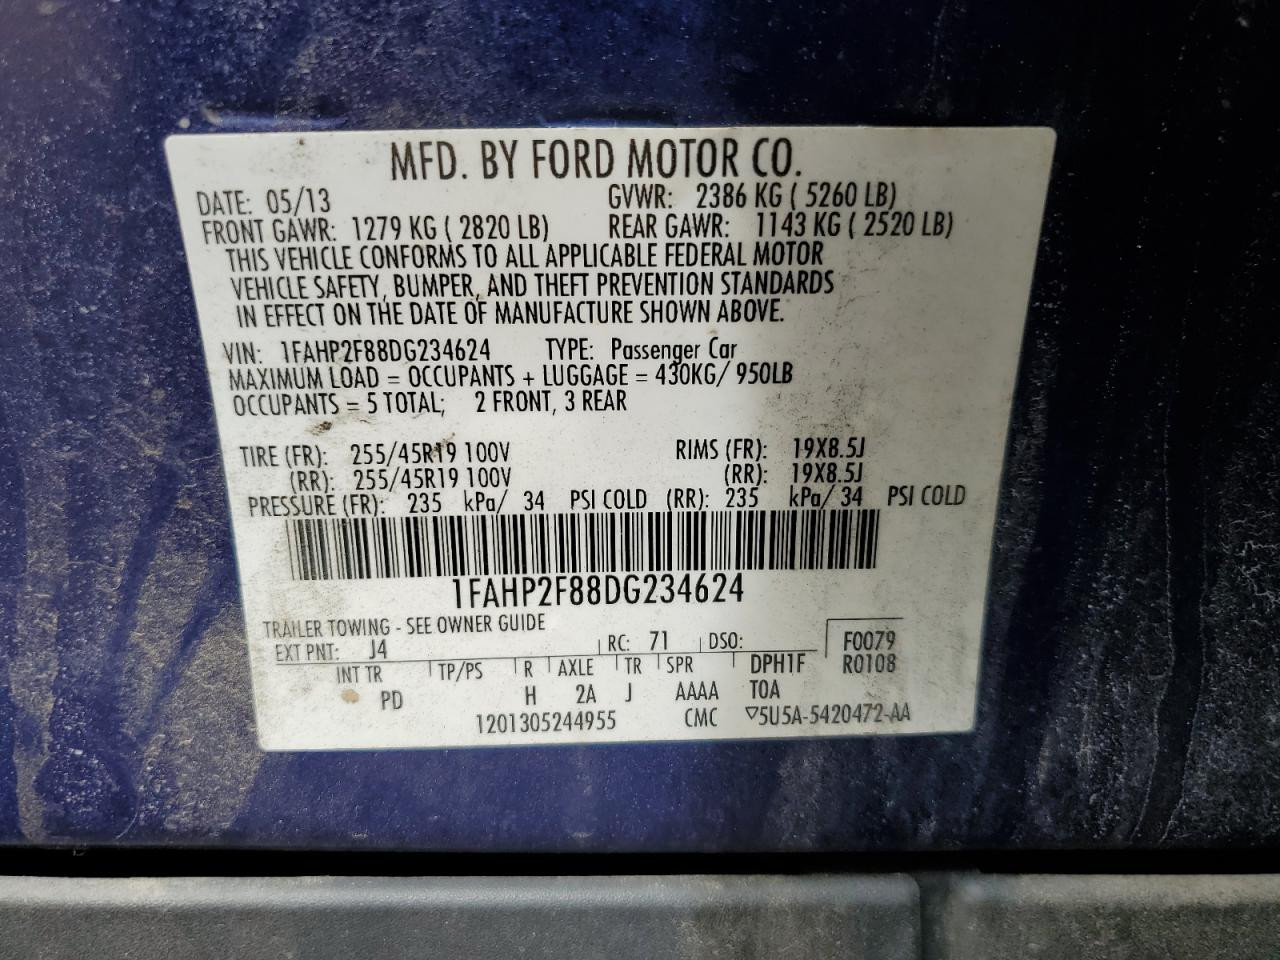 MFD. BY FORD MOTOR CO.
DATE: 05/13 GVWR: 2386 KG ( 5260 LB)
FRONT GAWR: 1279 KG ( 2820 LB) REAR GAWR: 1143 KG ( 2520 LB)
THIS VEHICLE CONFORMS TO ALL APPLICABLE FEDERAL MOTOR
VEHICLE SAFETY, BUMPER, AND THEFT PREVENTION STANDARDS
IN EFFECT ON THE DATE OF MANUFACTURE SHOWN ABOVE.
VIN: 1FAHP2F88DG234624 TYPE: Passenger Car
MAXIMUM LOAD = OCCUPANTS + LUGGAGE = 430KG/ 950LB
OCCUPANTS = 5 TOTAL; 2 FRONT, 3 REAR
TIRE (FR): 255/45R19 100V RIMS (FR): 19X8.5J
(RR): 255/45R19 100V (RR): 19X8.5J
PRESSURE (FR): 235 kPa/ 34 PSI COLD (RR): 235 kPa/ 34 PSI COLD
1FAHP2F88DG234624
TRAILER TOWING - SEE OWNER GUIDE
EXT PNT: J4 RC: 71 DSO: F0079
INT TR TP/PS R AXLE TR SPR DPH1F R0108
PD H 2A J AAAA TOA
1201305244955 CMC ▽5U5A-5420472-AA